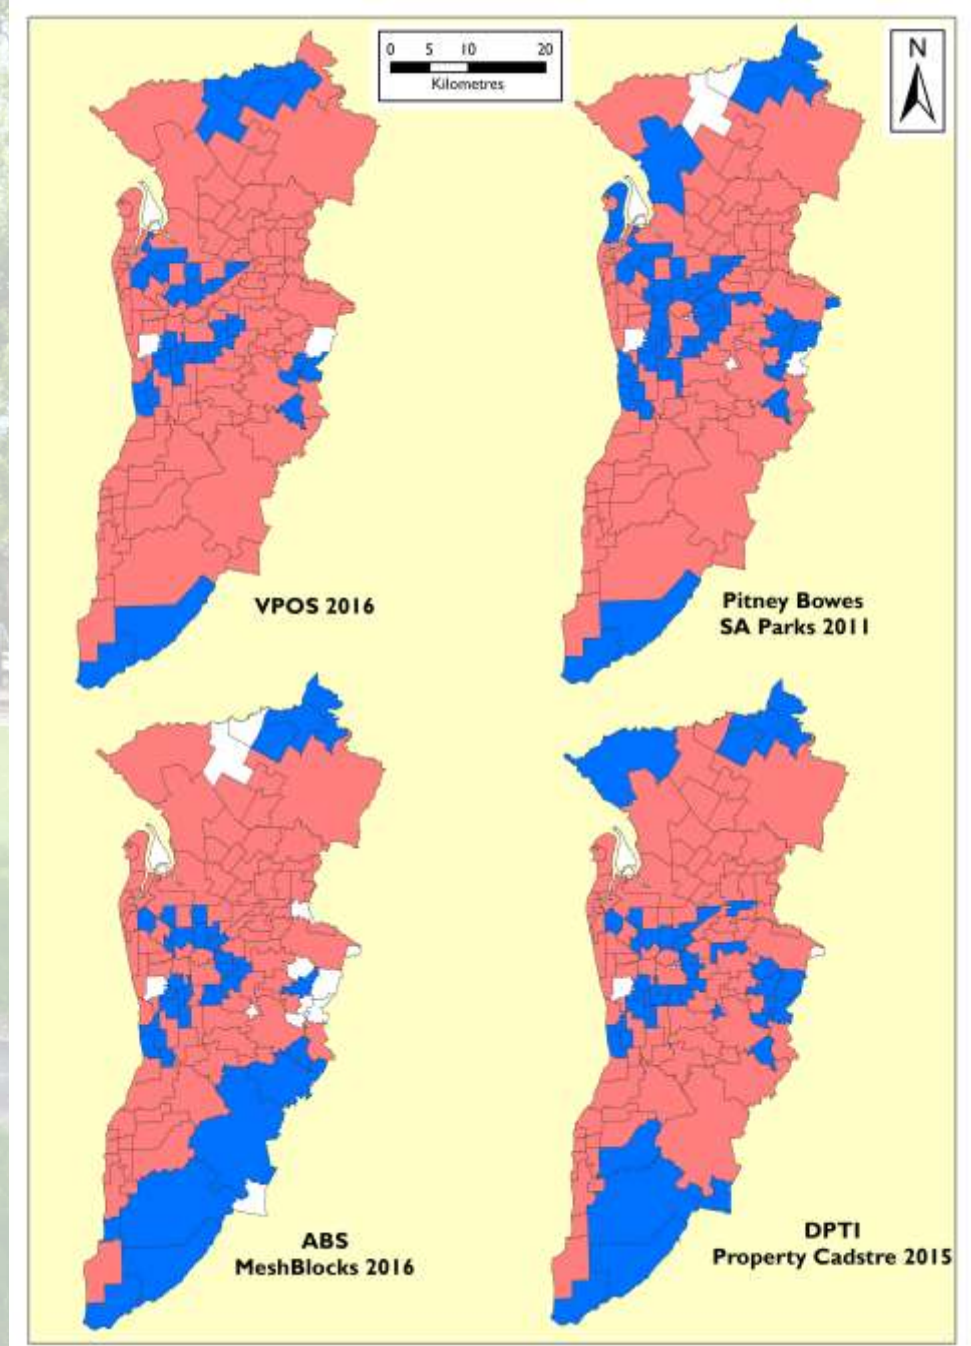 0 5 10 20
Kilometres
N
VPOS 2016
Pitney Bowes
SA Parks 2011
ABS
MeshBlocks 2016
DPTI
Property Cadstre 2015